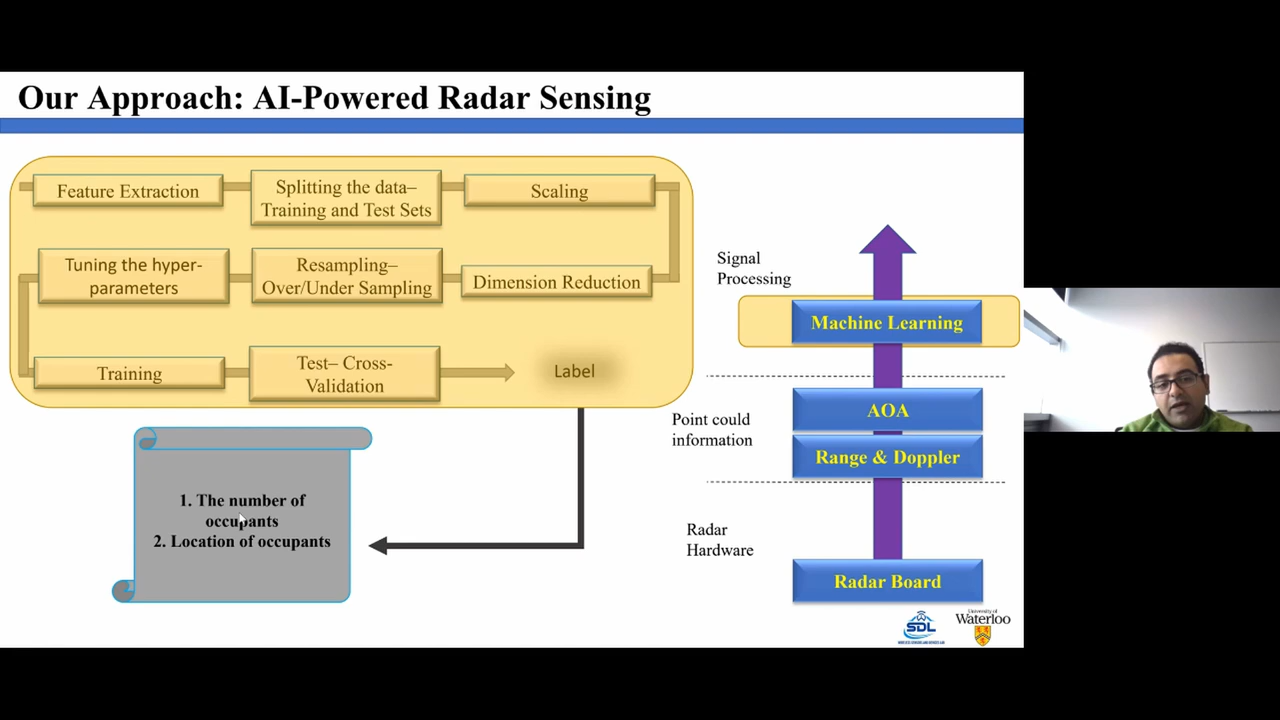 Our Approach: AI-Powered Radar Sensing
Feature Extraction
Splitting the data–
Training and Test Sets
Scaling
Tuning the hyper-
parameters
Resampling–
Over/Under Sampling
Dimension Reduction
Training
Test– Cross-
Validation
Label
1. The number of
occupants
2. Location of occupants
Signal
Processing
Machine Learning
Point could
information
AOA
Range & Doppler
Radar
Hardware
Radar Board
SDL
University of
Waterloo